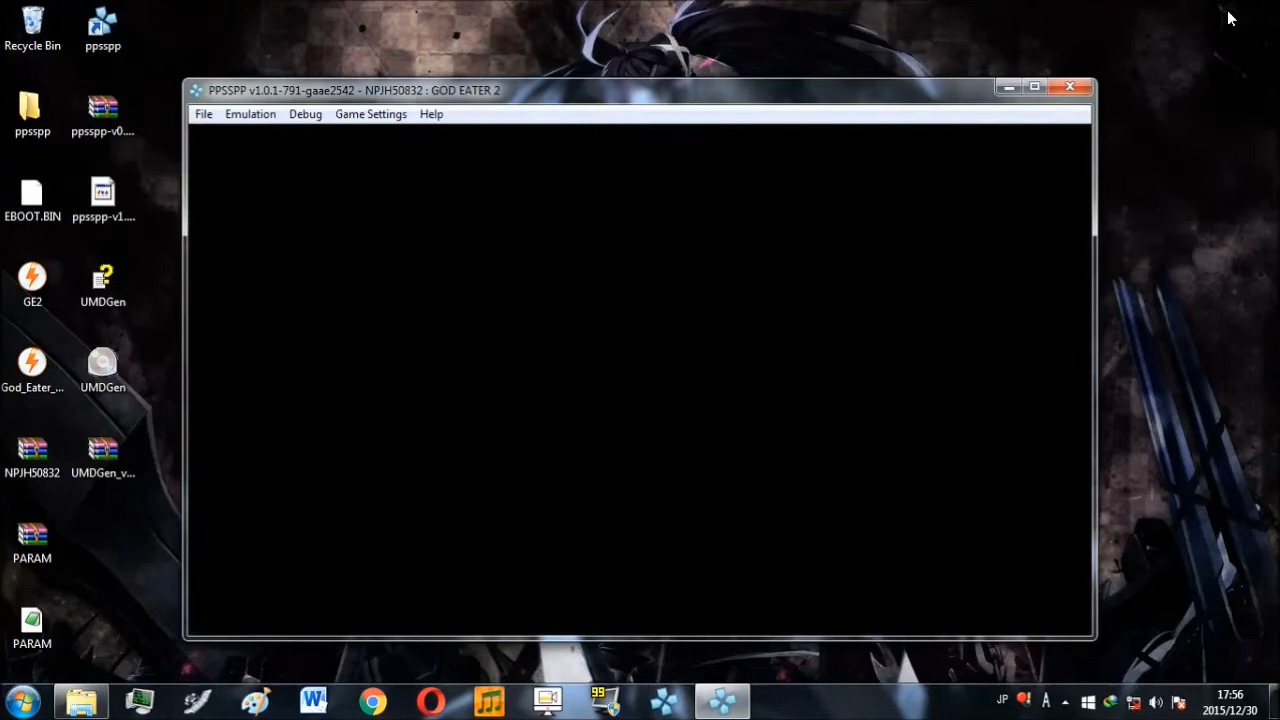 Recycle Bin
ppsspp
PPSSPP v1.0.1-791-gaae2542 - NPJH50832 : GOD EATER 2
File Emulation Debug Game Settings Help
ppsspp
ppsspp-v0....
EBOOT.BIN
ppsspp-v1....
GE2
UMDGen
God_Eater_...
UMDGen
NPJH50832
UMDGen_v...
PARAM
PARAM
99
JP
A
17:56
2015/12/30